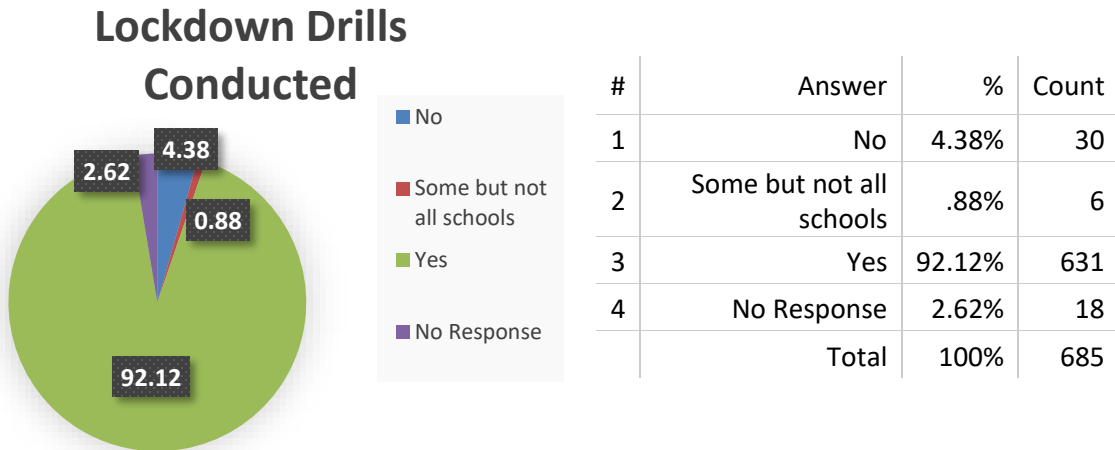 Lockdown Drills
Conducted
4.38
2.62
0.88
92.12
No
Some but not
all schools
Yes
No Response
# Answer % Count
1 No 4.38% 30
2 Some but not all
schools .88% 6
3 Yes 92.12% 631
4 No Response 2.62% 18
Total 100% 685